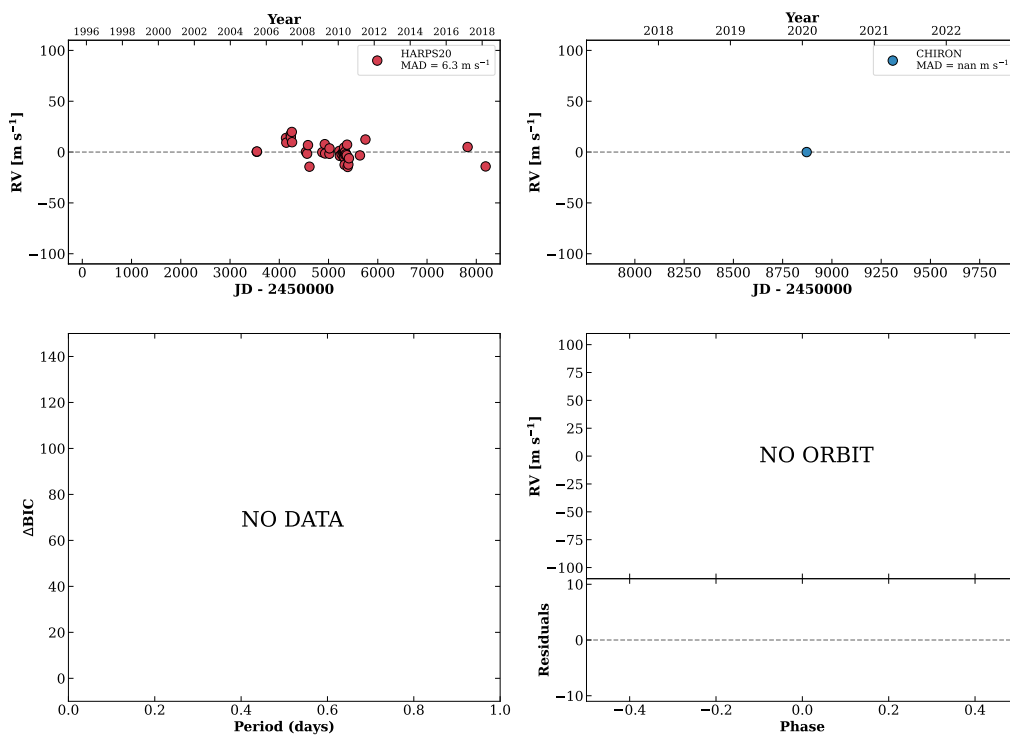 Year
1996 1998 2000 2002 2004 2006 2007 2008 2010 2011 2012 2014 2016 2017 2018
HARPS20
MAD = 6.3 m s⁻¹
RV [m s⁻¹]
100
50
0
−50
−100
0 1000 2000 3000 4000 5000 6000 7000 8000
JD - 2450000
Year
2018 2019 2020 2021 2022
CHIRON
MAD = nan m s⁻¹
RV [m s⁻¹]
100
50
0
−50
−100
8000 8250 8500 8750 9000 9250 9500 9750
JD - 2450000
ΔBIC
140
120
100
80
60
40
20
0
NO DATA
0.0 0.2 0.4 0.6 0.8 1.0
Period (days)
RV [m s⁻¹]
100
75
50
25
0
−25
−50
−75
−100
NO ORBIT
Residuals
10
0
−10
−0.4 −0.2 0.0 0.2 0.4
Phase